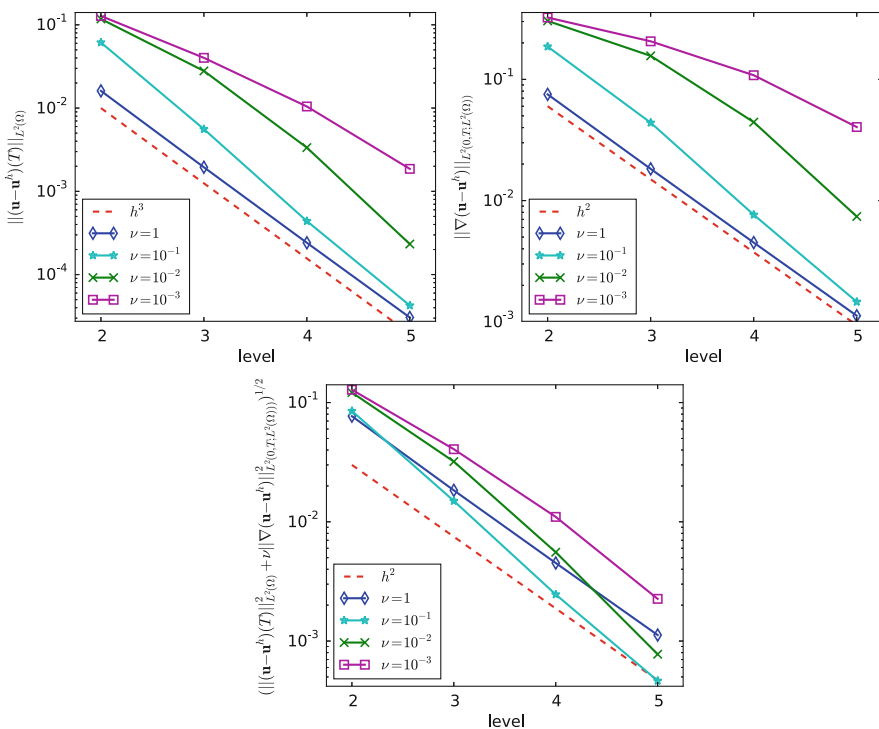 10^{-1}
10^{-2}
10^{-3}
10^{-4}
||(u−u^h)(T)||_{L^2(Ω)}
h^3
ν=1
ν=10^{-1}
ν=10^{-2}
ν=10^{-3}
2 3 4 5
level
10^{-1}
10^{-2}
10^{-3}
||∇(u−u^h)||_{L^2(0,T;L^2(Ω))}
h^2
ν=1
ν=10^{-1}
ν=10^{-2}
ν=10^{-3}
2 3 4 5
level
10^{-1}
10^{-2}
10^{-3}
(||(u−u^h)(T)||^2_{L^2(Ω)}+ν||∇(u−u^h)||^2_{L^2(0,T;L^2(Ω))})^{1/2}
h^2
ν=1
ν=10^{-1}
ν=10^{-2}
ν=10^{-3}
2 3 4 5
level